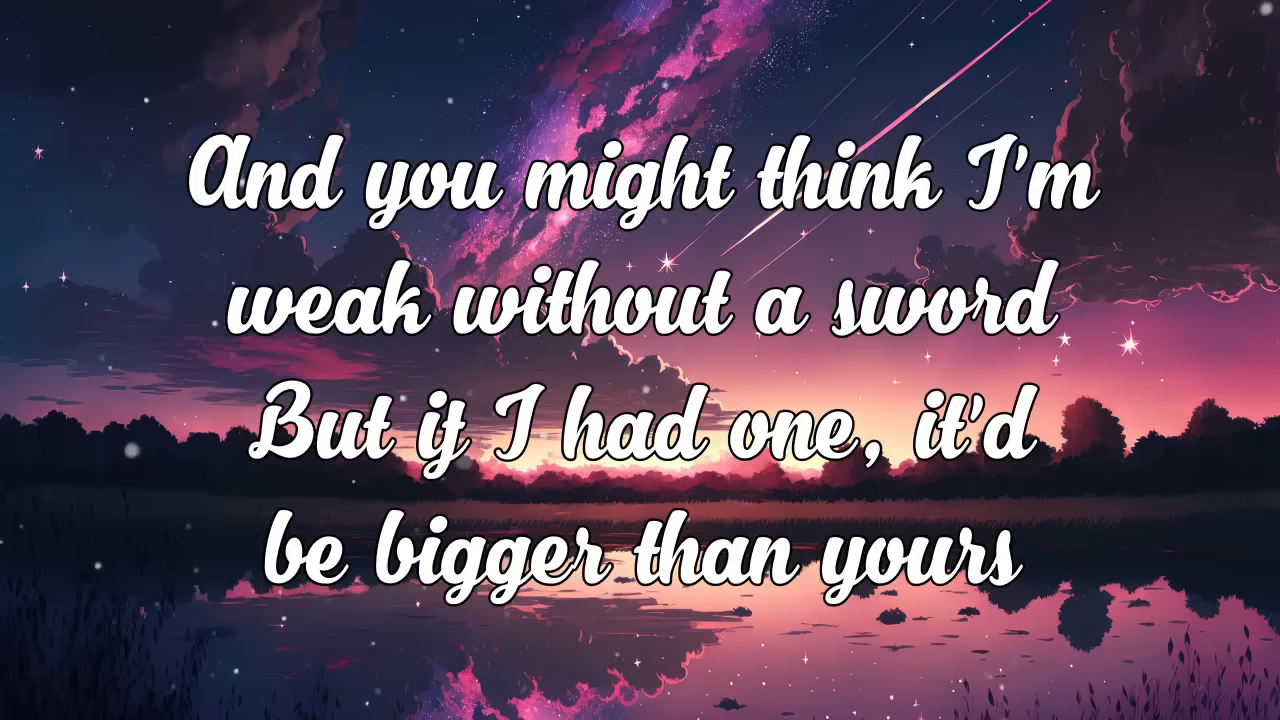 And you might think I'm
weak without a sword
But if I had one, it'd
be bigger than yours